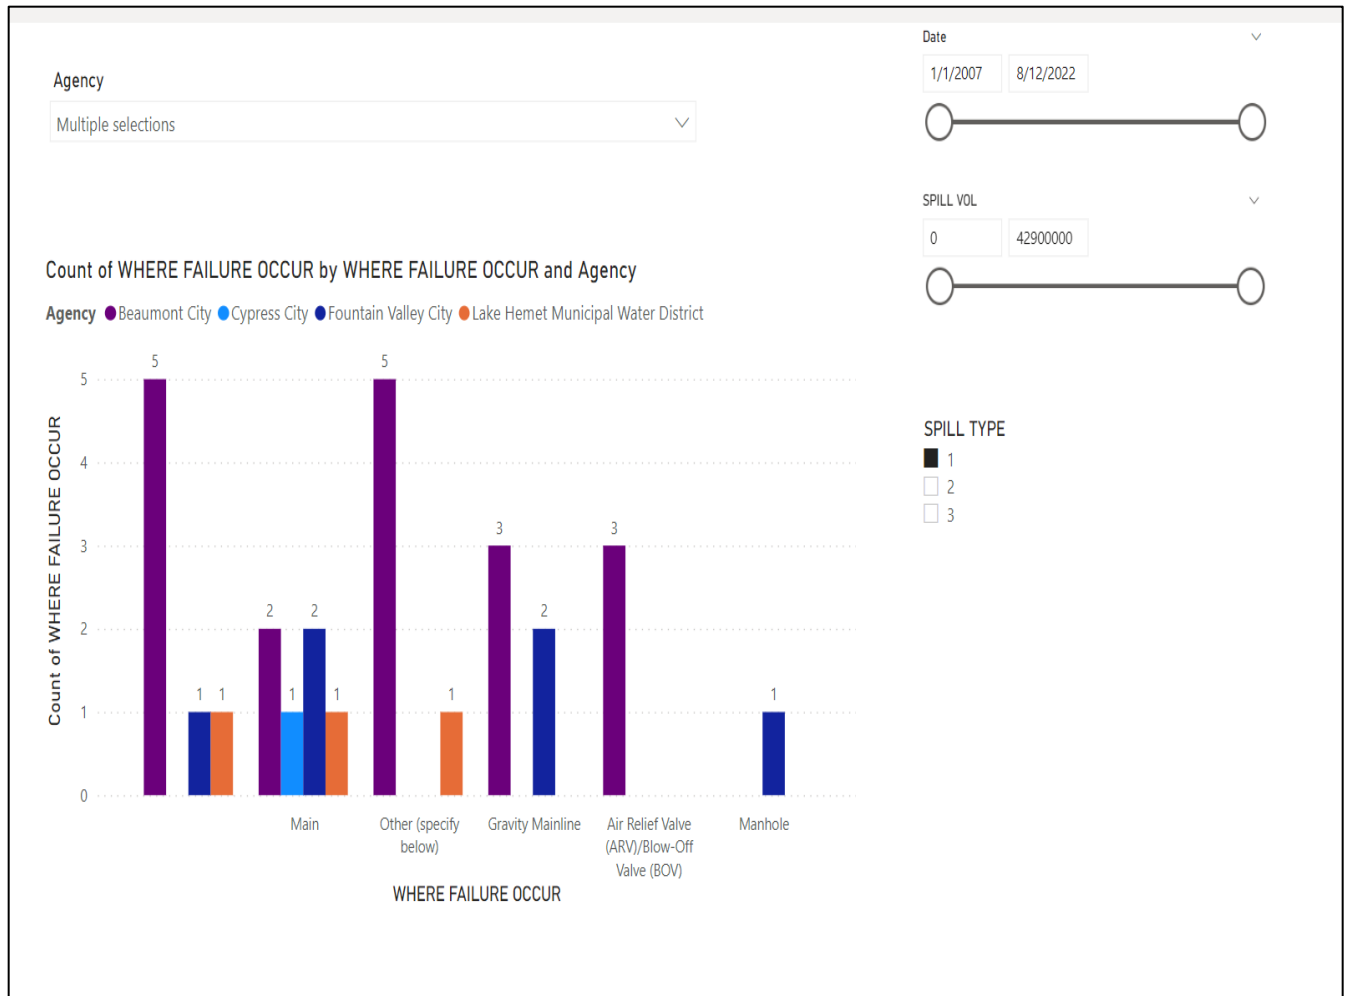 Agency
Multiple selections
Date
1/1/2007 8/12/2022
SPILL VOL
0 42900000
Count of WHERE FAILURE OCCUR by WHERE FAILURE OCCUR and Agency
Agency Beaumont City Cypress City Fountain Valley City Lake Hemet Municipal Water District
SPILL TYPE
1
2
3
Count of WHERE FAILURE OCCUR
5
4
3
2
1
0
5
1 1
2 1 2 1
5 1
3 2
3
1
Main
Other (specify
below)
Gravity Mainline
Air Relief Valve
(ARV)/Blow-Off
Valve (BOV)
Manhole
WHERE FAILURE OCCUR